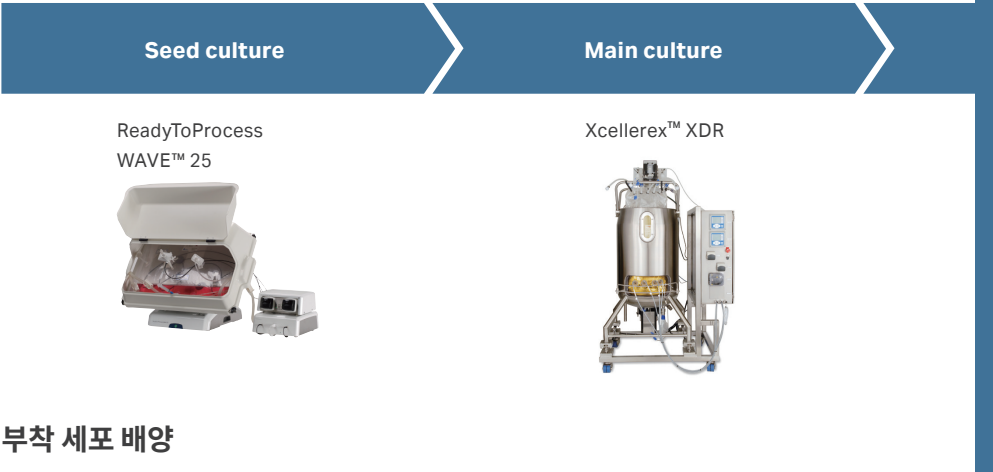 Seed culture
Main culture
ReadyToProcess
WAVE™ 25
Xcellerex™ XDR
부착 세포 배양